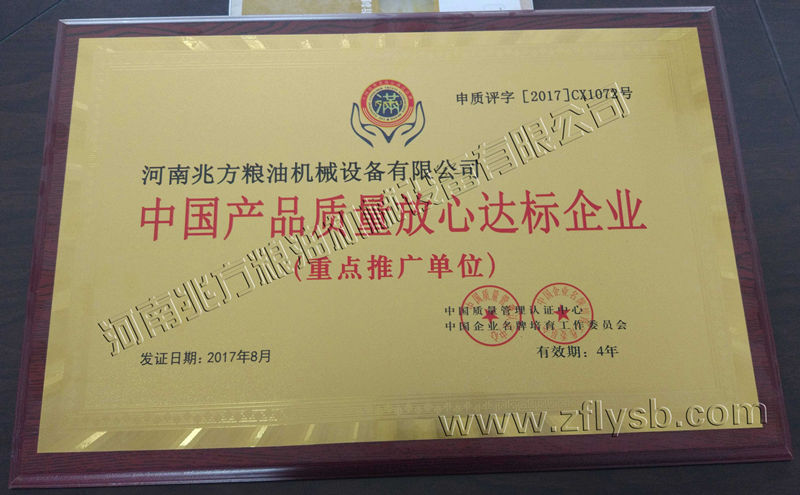 申质评字［2017］CX1072号
河南兆方粮油机械设备有限公司
中国产品质量放心达标企业
（重点推广单位）
中国质量管理认证中心
中国企业名牌培育工作委员会
发证日期：2017年8月
有效期：4年
河南兆方粮油机械设备有限公司
www.zflysb.com